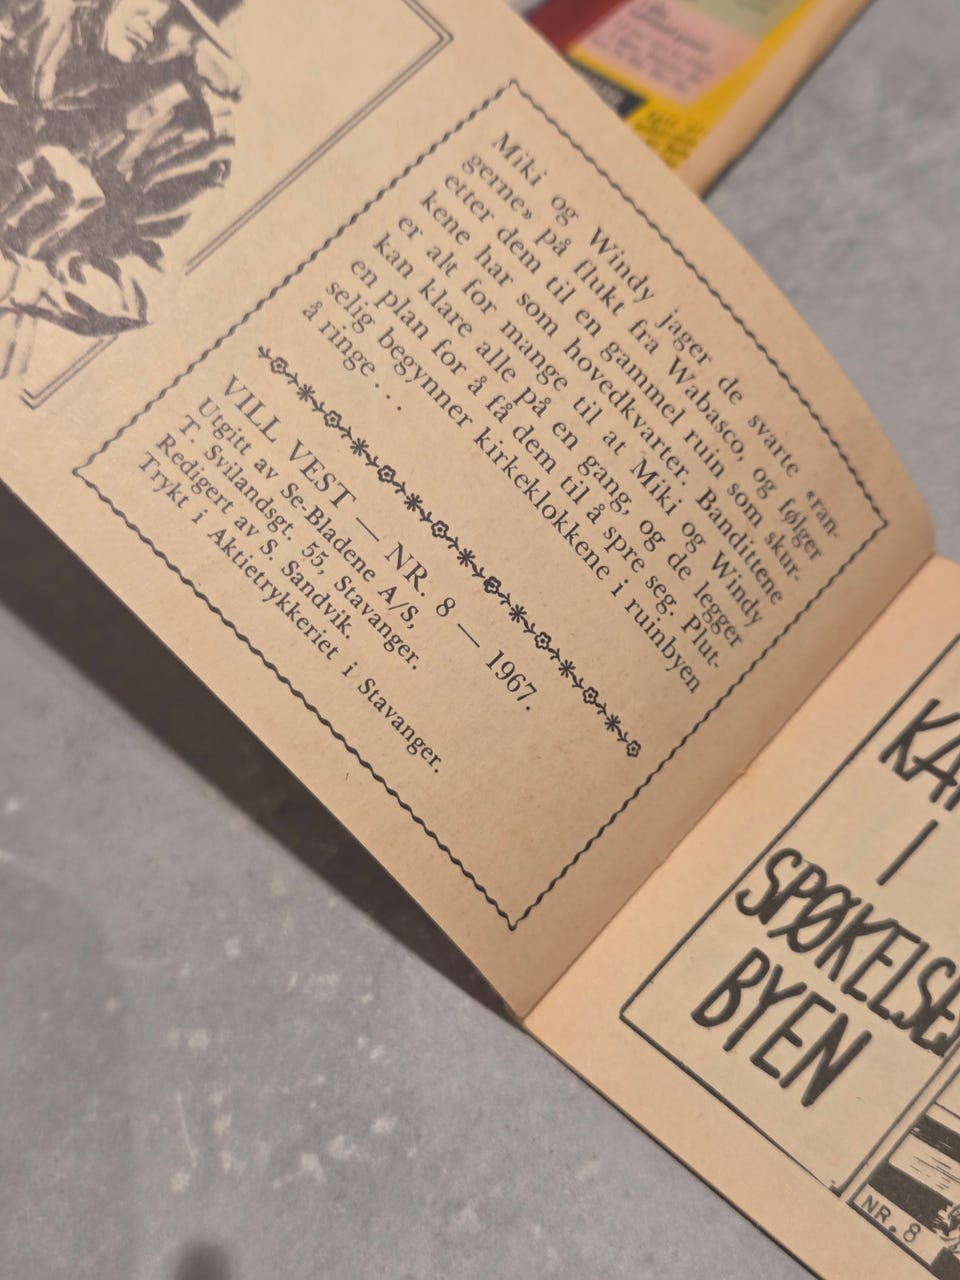 Miki og Windy jager de svarte «ran-
gerne» på flukt fra Wabasco, og følger
etter dem til en gammel ruin som skur-
kene har som hovedkvarter. Bandittene
er alt for mange til at Miki og Windy
kan klare alle på en gang, og de legger
en plan for å få dem til å spre seg. Plut-
selig begynner kirkeklokkene i ruinbyen
å ringe . . .
VILL VEST — NR. 8 — 1967.
Utgitt av Se-Bladene A/S,
T. Svilandsgt. 55, Stavanger.
Redigert av S. Sandvik.
Trykt i Aktietrykkeriet i Stavanger.
I
SPØKELSE
BYEN
NR. 8